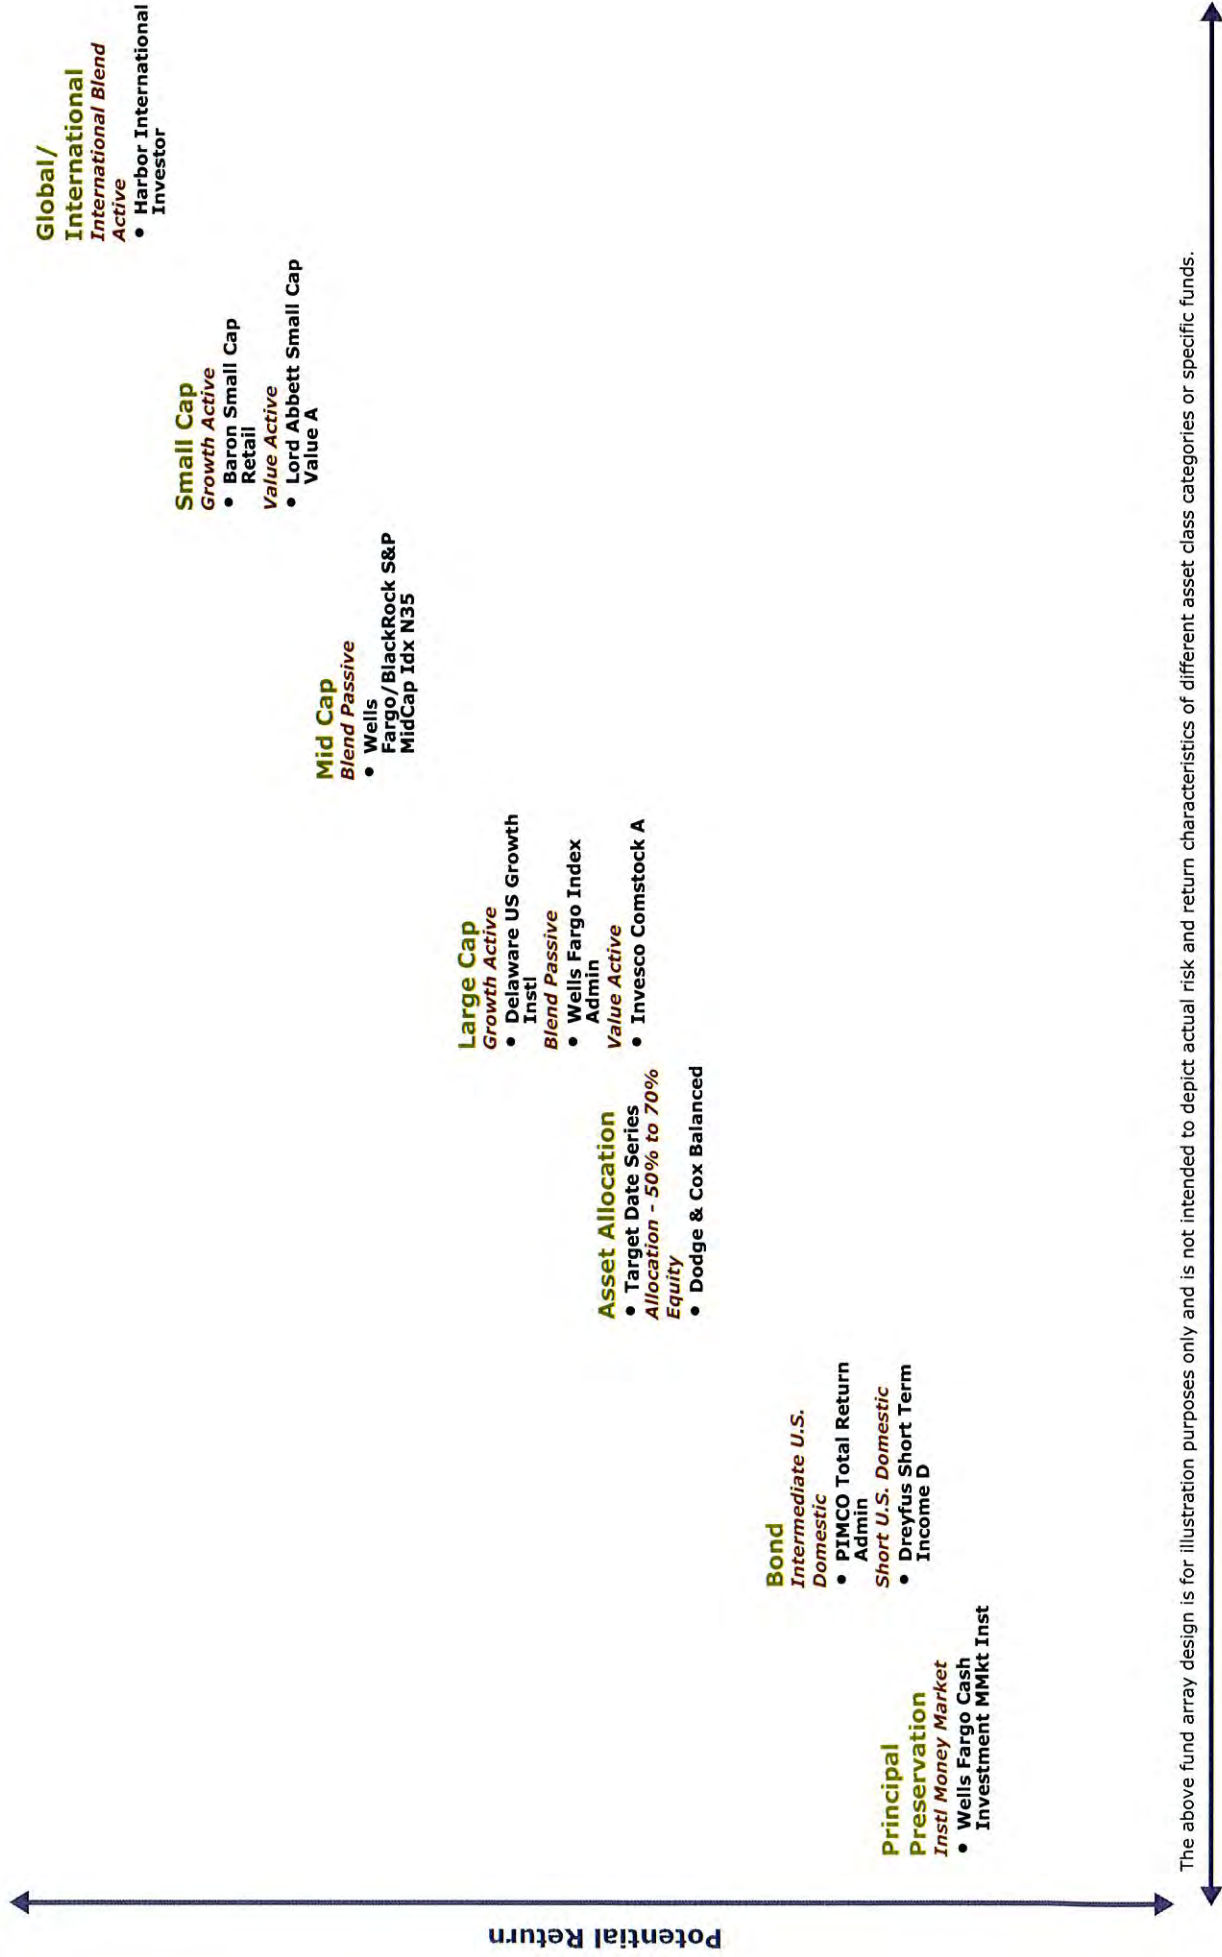 Potential Return
Principal
Preservation
Instl Money Market
• Wells Fargo Cash
Investment MMkt Inst
Bond
Intermediate U.S.
Domestic
• PIMCO Total Return
Admin
Short U.S. Domestic
• Dreyfus Short Term
Income D
Asset Allocation
• Target Date Series
Allocation - 50% to 70%
Equity
• Dodge & Cox Balanced
Large Cap
Growth Active
• Delaware US Growth
Instl
Blend Passive
• Wells Fargo Index
Admin
Value Active
• Invesco Comstock A
Mid Cap
Blend Passive
• Wells
Fargo/BlackRock S&P
MidCap Idx N35
Small Cap
Growth Active
• Baron Small Cap
Retail
Value Active
• Lord Abbett Small Cap
Value A
Global/
International
International Blend
Active
• Harbor International
Investor
The above fund array design is for illustration purposes only and is not intended to depict actual risk and return characteristics of different asset class categories or specific funds.